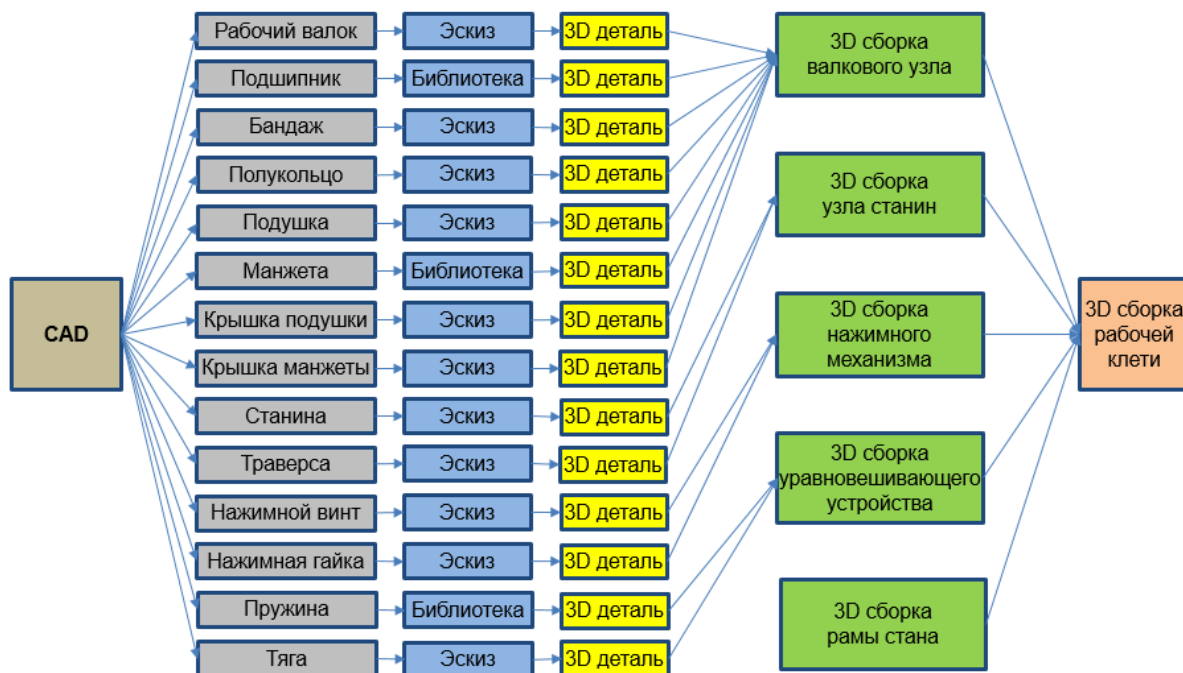 CAD
Рабочий валок
Эскиз
3D деталь
Подшипник
Библиотека
3D деталь
Бандаж
Эскиз
3D деталь
Полукольцо
Эскиз
3D деталь
Подушка
Эскиз
3D деталь
Манжета
Библиотека
3D деталь
Крышка подушки
Эскиз
3D деталь
Крышка манжеты
Эскиз
3D деталь
Станина
Эскиз
3D деталь
Траверса
Эскиз
3D деталь
Нажимной винт
Эскиз
3D деталь
Нажимная гайка
Эскиз
3D деталь
Пружина
Библиотека
3D деталь
Тяга
Эскиз
3D деталь
3D сборка
валкового узла
3D сборка
узла станин
3D сборка
нажимного
механизма
3D сборка
уравновешивающего
устройства
3D сборка
рамы стана
3D сборка
рабочей
клети